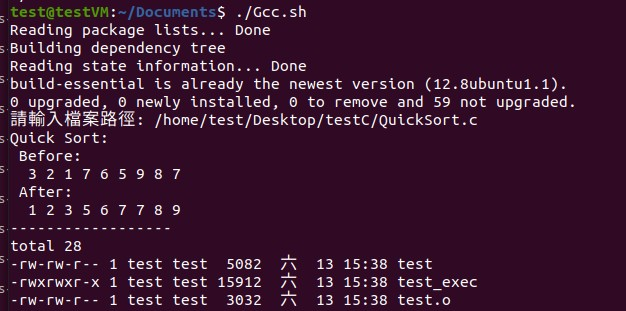 test@testVM:~/Documents$ ./Gcc.sh
Reading package lists... Done
Building dependency tree
Reading state information... Done
build-essential is already the newest version (12.8ubuntu1.1).
0 upgraded, 0 newly installed, 0 to remove and 59 not upgraded.
請輸入檔案路徑: /home/test/Desktop/testC/QuickSort.c
Quick Sort:
 Before:
  3 2 1 7 6 5 9 8 7
 After:
  1 2 3 5 6 7 7 8 9
------------------
total 28
-rw-rw-r-- 1 test test  5082  六  13 15:38 test
-rwxrwxr-x 1 test test 15912  六  13 15:38 test_exec
-rw-rw-r-- 1 test test  3032  六  13 15:38 test.o